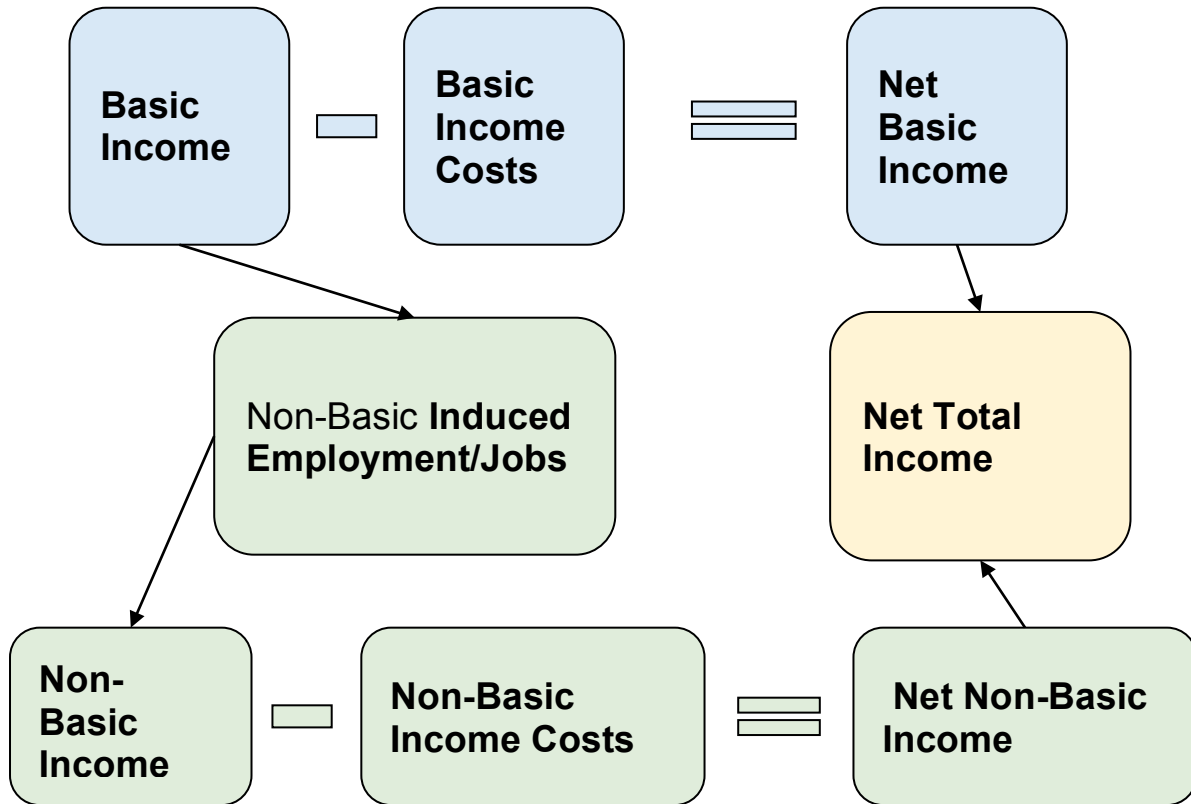 Basic
Income
Basic
Income
Costs
Net
Basic
Income
Non-Basic Induced
Employment/Jobs
Net Total
Income
Non-
Basic
Income
Non-Basic
Income Costs
Net Non-Basic
Income